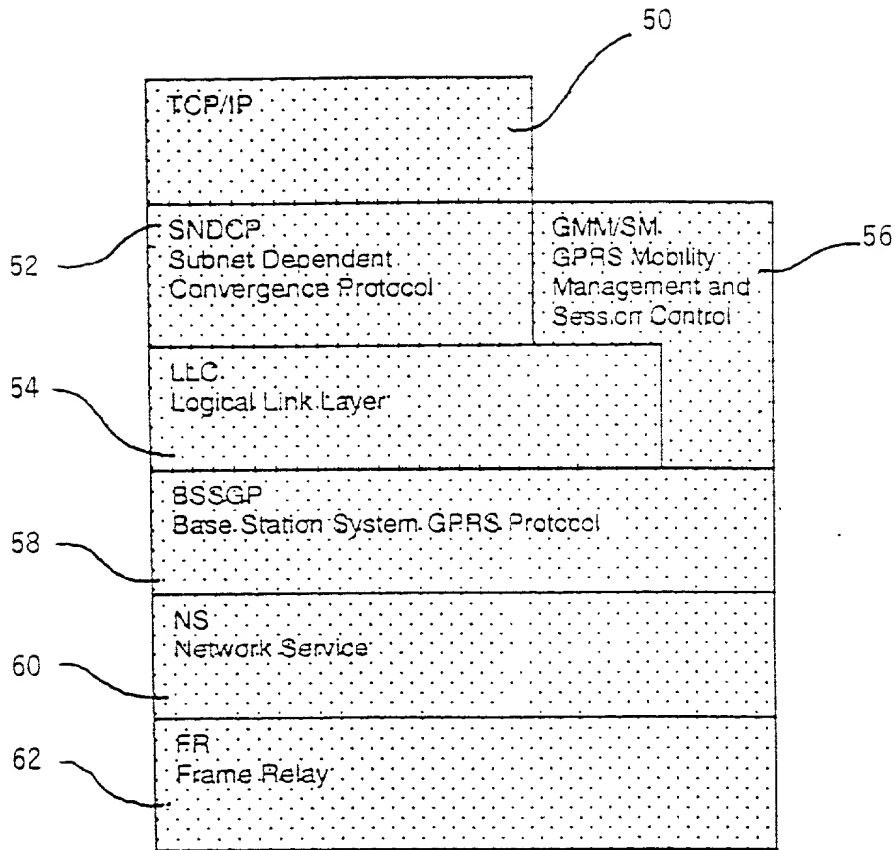 50
TCP/IP
52
SNDCP
Subnet Dependent
Convergence Protocol
GMM/SM
GPRS Mobility
Management and
Session Control
56
54
LLC
Logical Link Layer
58
BSSGP
Base Station System GPRS Protocol
60
NS
Network Service
62
FR
Frame Relay